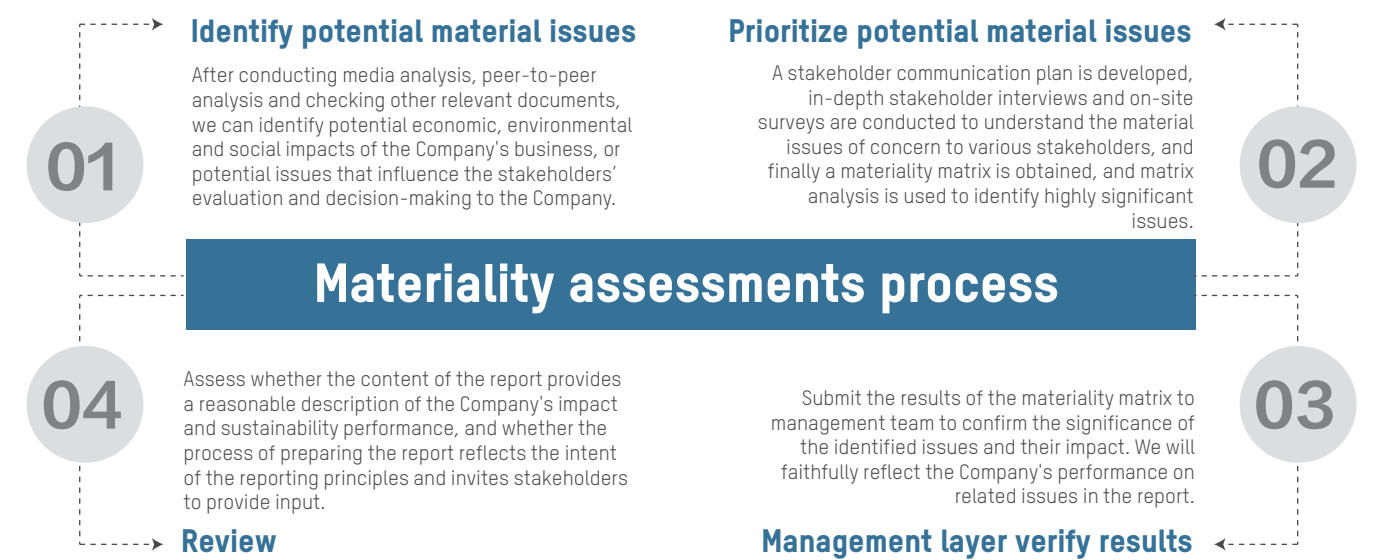 01
Identify potential material issues
After conducting media analysis, peer-to-peer
analysis and checking other relevant documents,
we can identify potential economic, environmental
and social impacts of the Company's business, or
potential issues that influence the stakeholders'
evaluation and decision-making to the Company.
02
Prioritize potential material issues
A stakeholder communication plan is developed,
in-depth stakeholder interviews and on-site
surveys are conducted to understand the material
issues of concern to various stakeholders, and
finally a materiality matrix is obtained, and matrix
analysis is used to identify highly significant
issues.
Materiality assessments process
04
Assess whether the content of the report provides
a reasonable description of the Company's impact
and sustainability performance, and whether the
process of preparing the report reflects the intent
of the reporting principles and invites stakeholders
to provide input.
Review
03
Submit the results of the materiality matrix to
management team to confirm the significance of
the identified issues and their impact. We will
faithfully reflect the Company's performance on
related issues in the report.
Management layer verify results